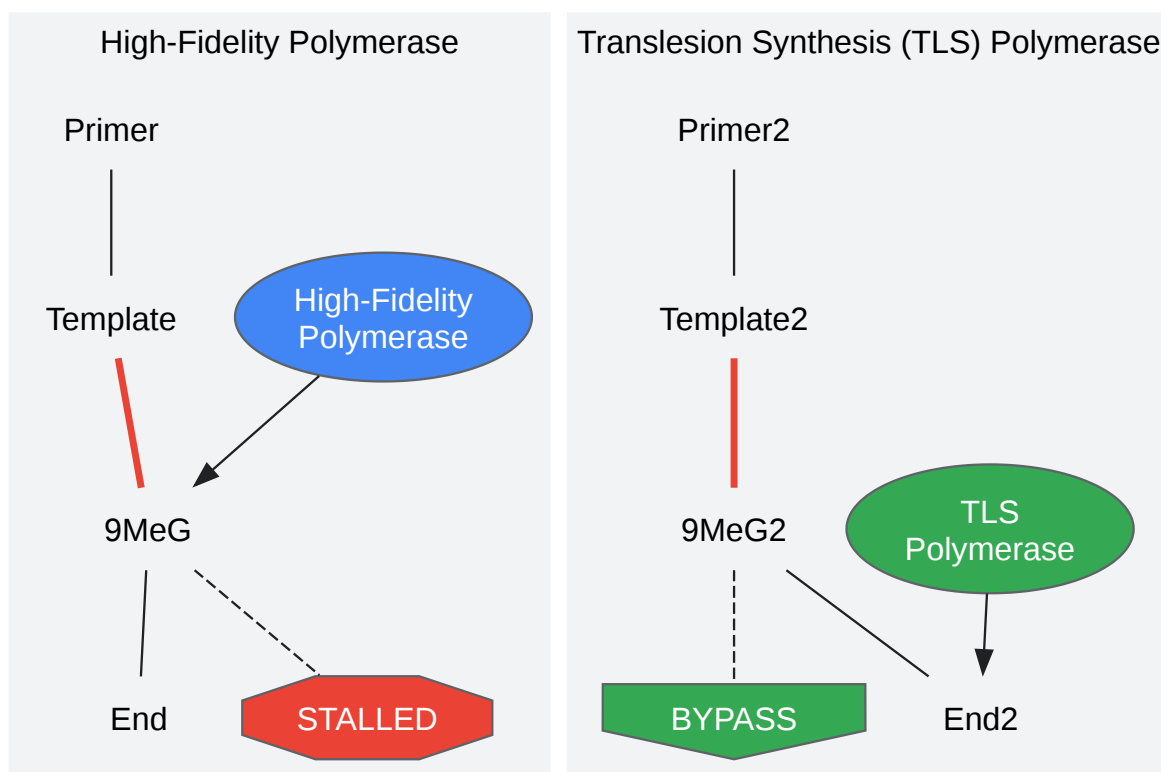 High-Fidelity Polymerase
Primer
Template
High-Fidelity
Polymerase
9MeG
End
STALLED
Translesion Synthesis (TLS) Polymerase
Primer2
Template2
9MeG2
TLS
Polymerase
BYPASS
End2